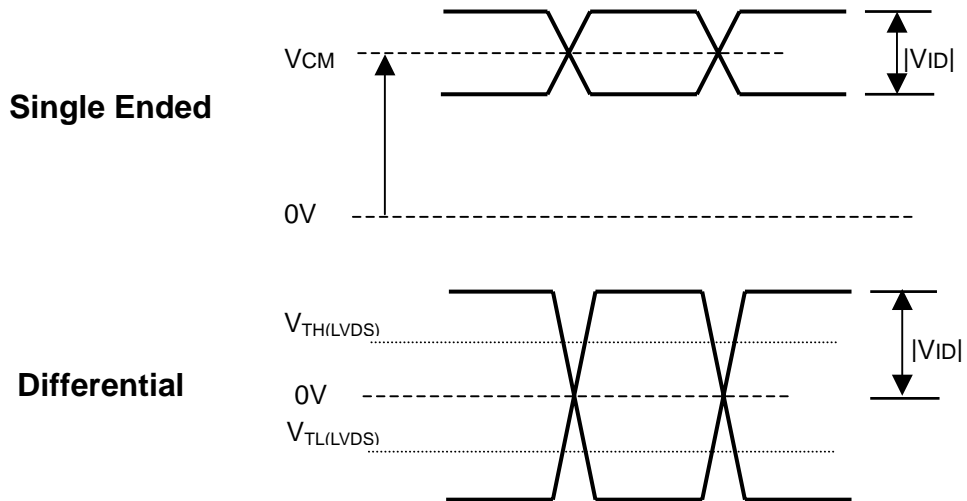 VCM
|VID|
Single Ended
0V
VTH(LVDS)
|VID|
Differential
0V
VTL(LVDS)